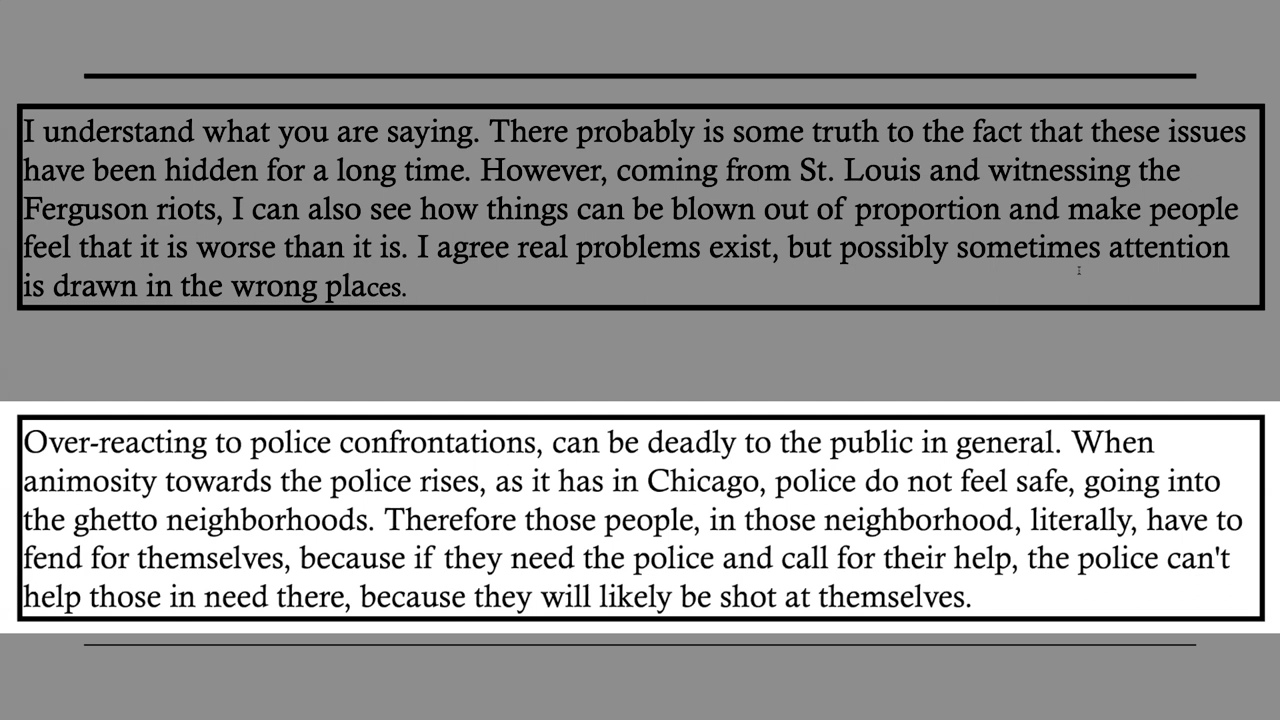 I understand what you are saying. There probably is some truth to the fact that these issues
have been hidden for a long time. However, coming from St. Louis and witnessing the
Ferguson riots, I can also see how things can be blown out of proportion and make people
feel that it is worse than it is. I agree real problems exist, but possibly sometimes attention
is drawn in the wrong places.
Over-reacting to police confrontations, can be deadly to the public in general. When
animosity towards the police rises, as it has in Chicago, police do not feel safe, going into
the ghetto neighborhoods. Therefore those people, in those neighborhood, literally, have to
fend for themselves, because if they need the police and call for their help, the police can't
help those in need there, because they will likely be shot at themselves.